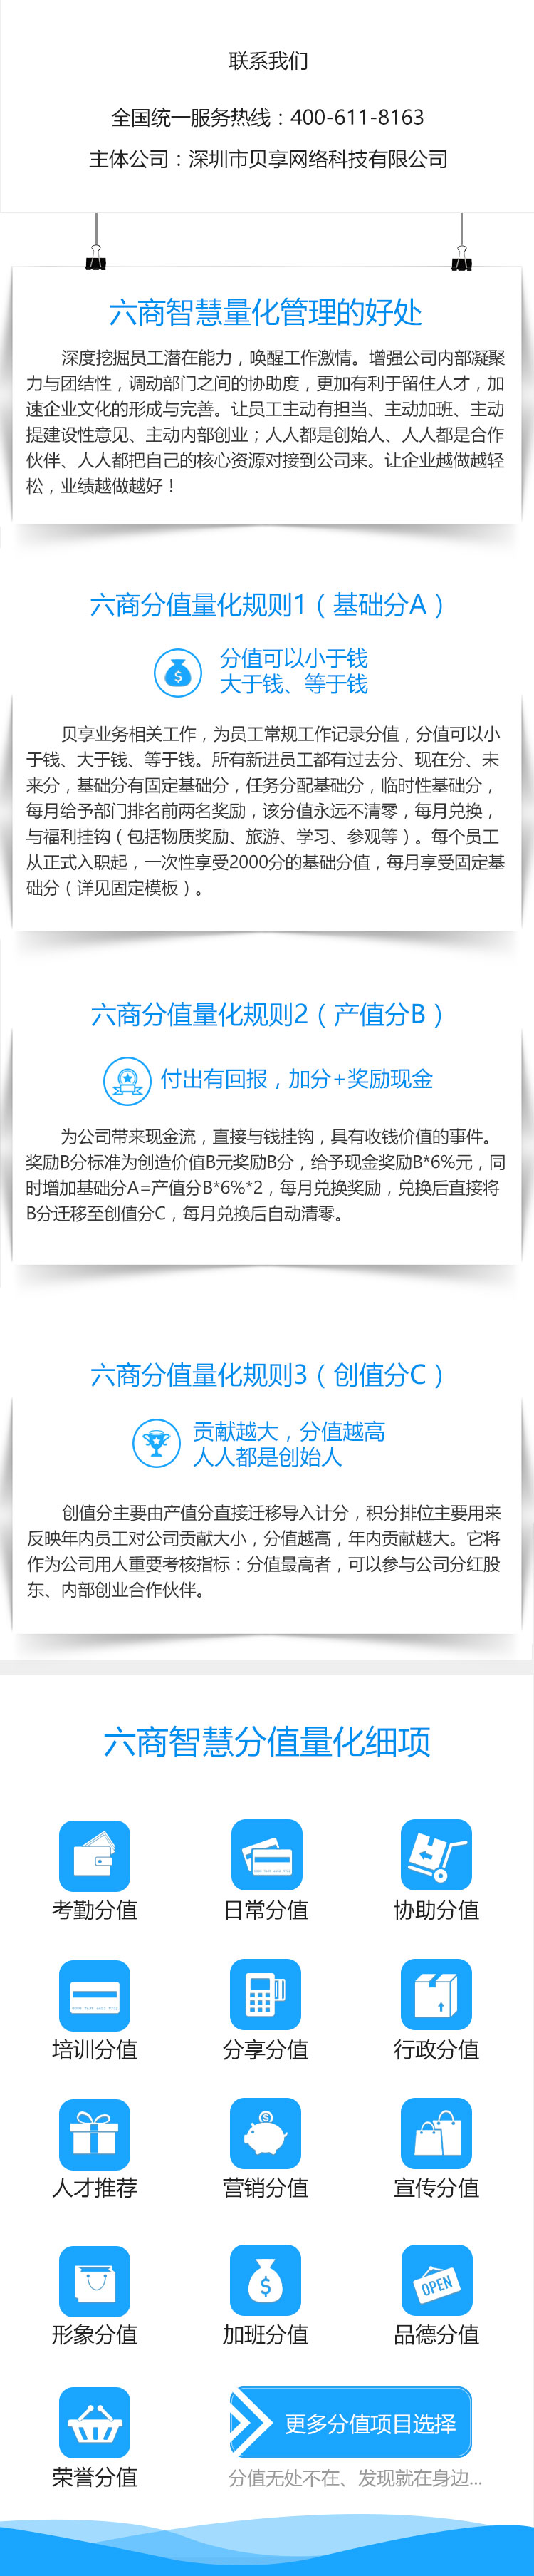 联系我们
全国统一服务热线：400-611-8163
主体公司：深圳市贝享网络科技有限公司
六商智慧量化管理的好处
深度挖掘员工潜在能力，唤醒工作激情。增强公司内部凝聚
力与团结性，调动部门之间的协助度，更加有利于留住人才，加
速企业文化的形成与完善。让员工主动有担当、主动加班、主动
提建设性意见、主动内部创业；人人都是创始人、人人都是合作
伙伴、人人都把自己的核心资源对接到公司来。让企业越做越轻
松，业绩越做越好！
六商分值量化规则1（基础分A）
分值可以小于钱
大于钱、等于钱
贝享业务相关工作，为员工常规工作记录分值，分值可以小
于钱、大于钱、等于钱。所有新进员工都有过去分、现在分、未
来分，基础分有固定基础分，任务分配基础分，临时性基础分，
每月给予部门排名前两名奖励，该分值永远不清零，每月兑换，
与福利挂钩（包括物质奖励、旅游、学习、参观等）。每个员工
从正式入职起，一次性享受2000分的基础分值，每月享受固定基
础分（详见固定模板）。
六商分值量化规则2（产值分B）
付出有回报，加分+奖励现金
为公司带来现金流，直接与钱挂钩，具有收钱价值的事件。
奖励B分标准为创造价值B元奖励B分，给予现金奖励B*6%元，同
时增加基础分A=产值分B*6%*2，每月兑换奖励，兑换后直接将
B分迁移至创值分C，每月兑换后自动清零。
六商分值量化规则3（创值分C）
贡献越大，分值越高
人人都是创始人
创值分主要由产值分直接迁移导入计分，积分排位主要用来
反映年内员工对公司贡献大小，分值越高，年内贡献越大。它将
作为公司用人重要考核指标：分值最高者，可以参与公司分红股
东、内部创业合作伙伴。
六商智慧分值量化细项
考勤分值
日常分值
协助分值
培训分值
分享分值
行政分值
人才推荐
营销分值
宣传分值
OPEN
形象分值
加班分值
品德分值
更多分值项目选择
荣誉分值
分值无处不在、发现就在身边...